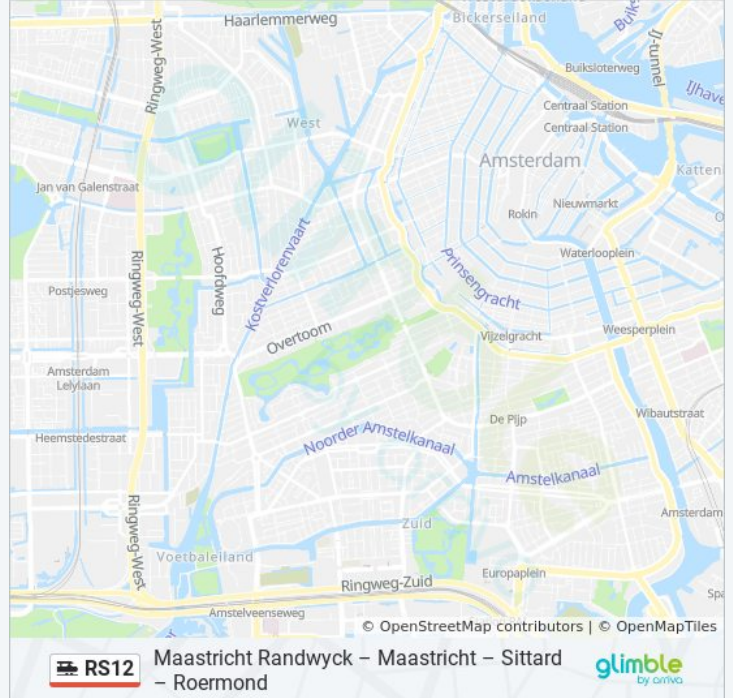 Haarlemmerweg
Bickerseiland
Buiks
IJ-tunnel
Buiksloterweg
IJhave
Ringweg-West
Centraal Station
Centraal Station
West
Amsterdam
Katten
Jan van Galenstraat
Nieuwmarkt
Rokin
O
Kostverlorenvaart
Waterlooplein
Hoofdweg
Prinsengracht
Postjesweg
Ringweg-West
Overtoom
Vijzelgracht
Weesperplein
Amsterdam
Lelylaan
Wibautstraat
De Pijp
Heemstedestraat
Noorder Amstelkanaal
Amstelkanaal
Amsterdam
Ringweg-West
Zuid
Voetbaleiland
Europaplein
Ringweg-Zuid
Spa
Amstelveenseweg
er
© OpenStreetMap contributors | © OpenMapTiles
RS12
Maastricht Randwyck – Maastricht – Sittard
– Roermond
glimble
by arriva